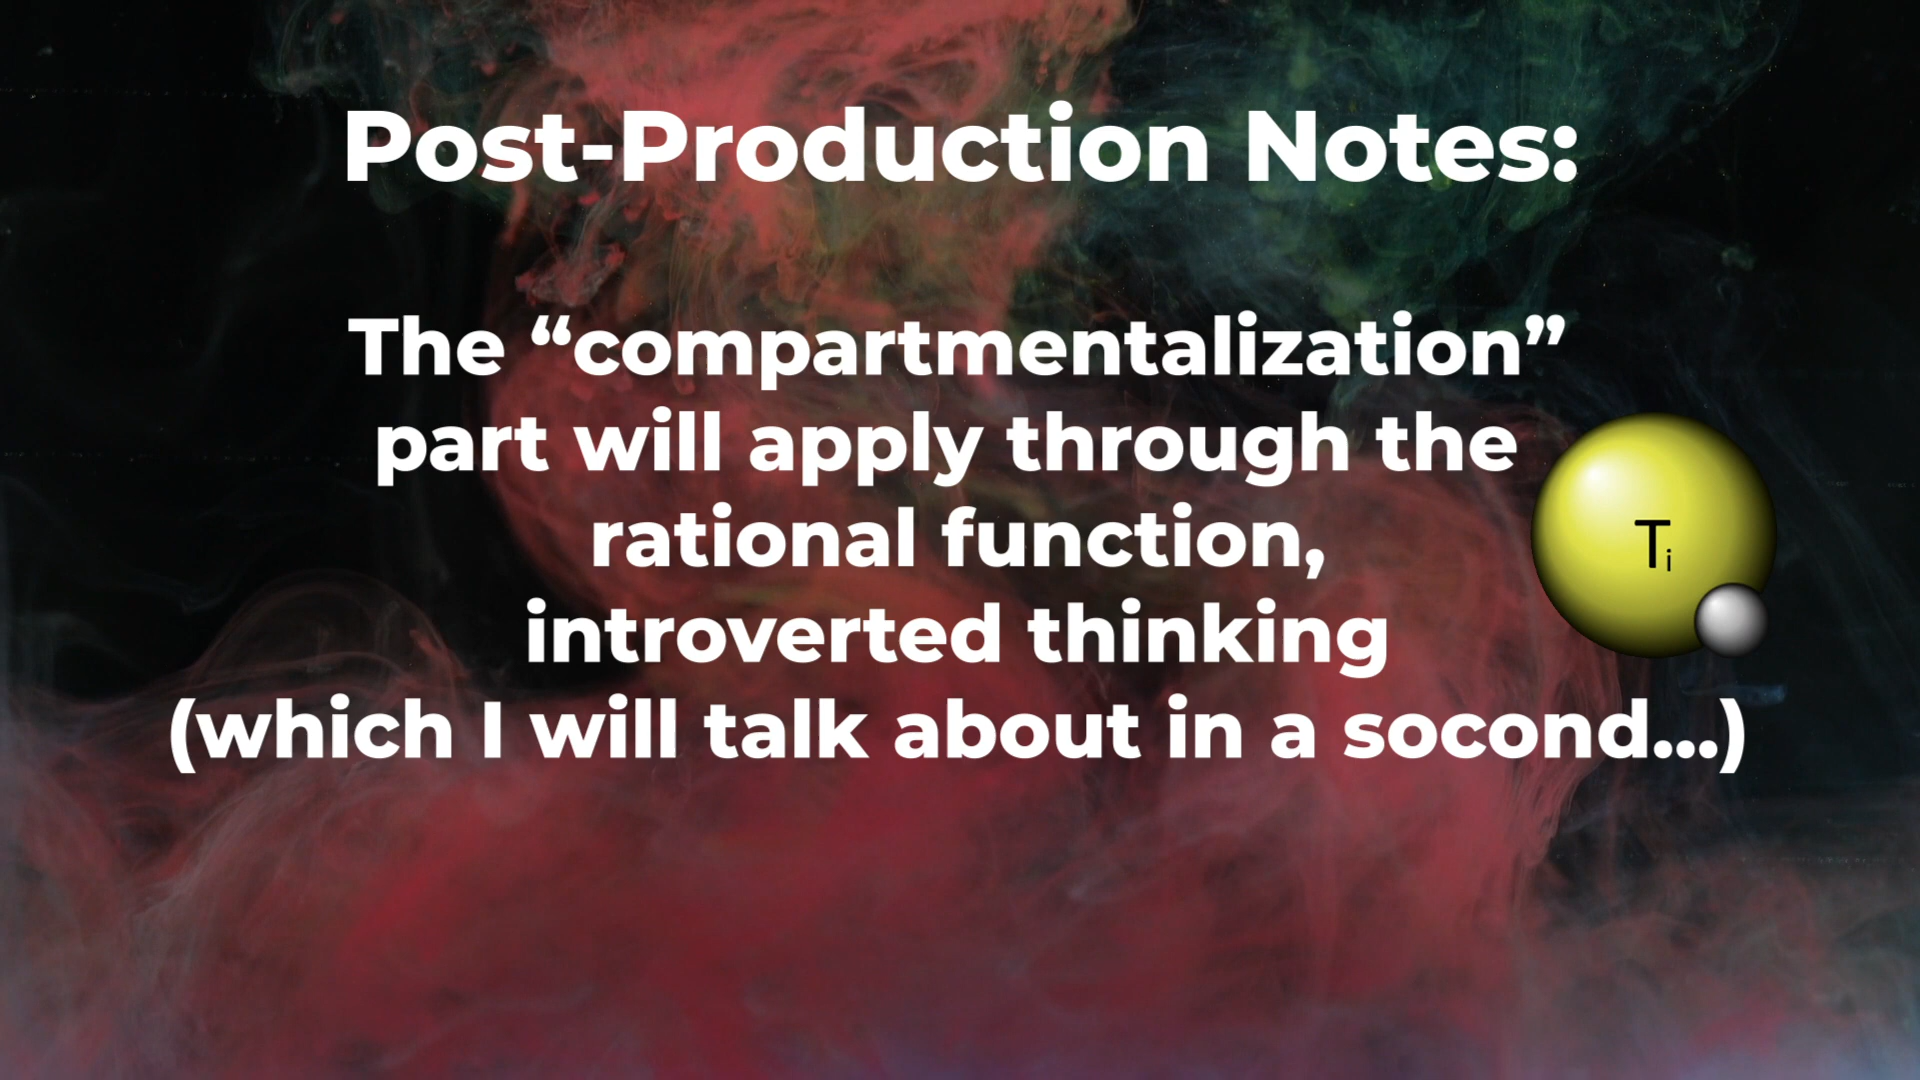 Post-Production Notes:
The “compartmentalization”
part will apply through the
rational function,
introverted thinking
(which I will talk about in a socond...)
Ti